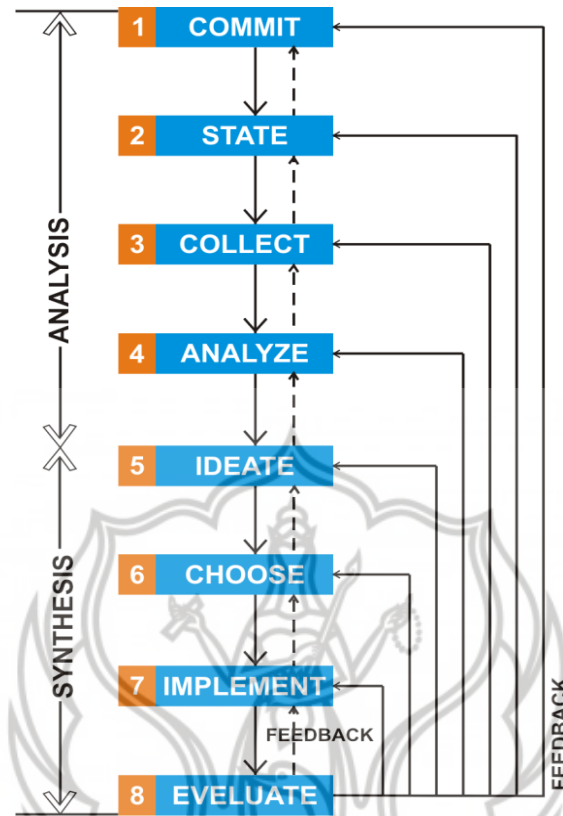 1 COMMIT
2 STATE
3 COLLECT
4 ANALYZE
5 IDEATE
6 CHOOSE
7 IMPLEMENT
FEEDBACK
8 EVELUATE
ANALYSIS
SYNTHESIS
FEEDBACK